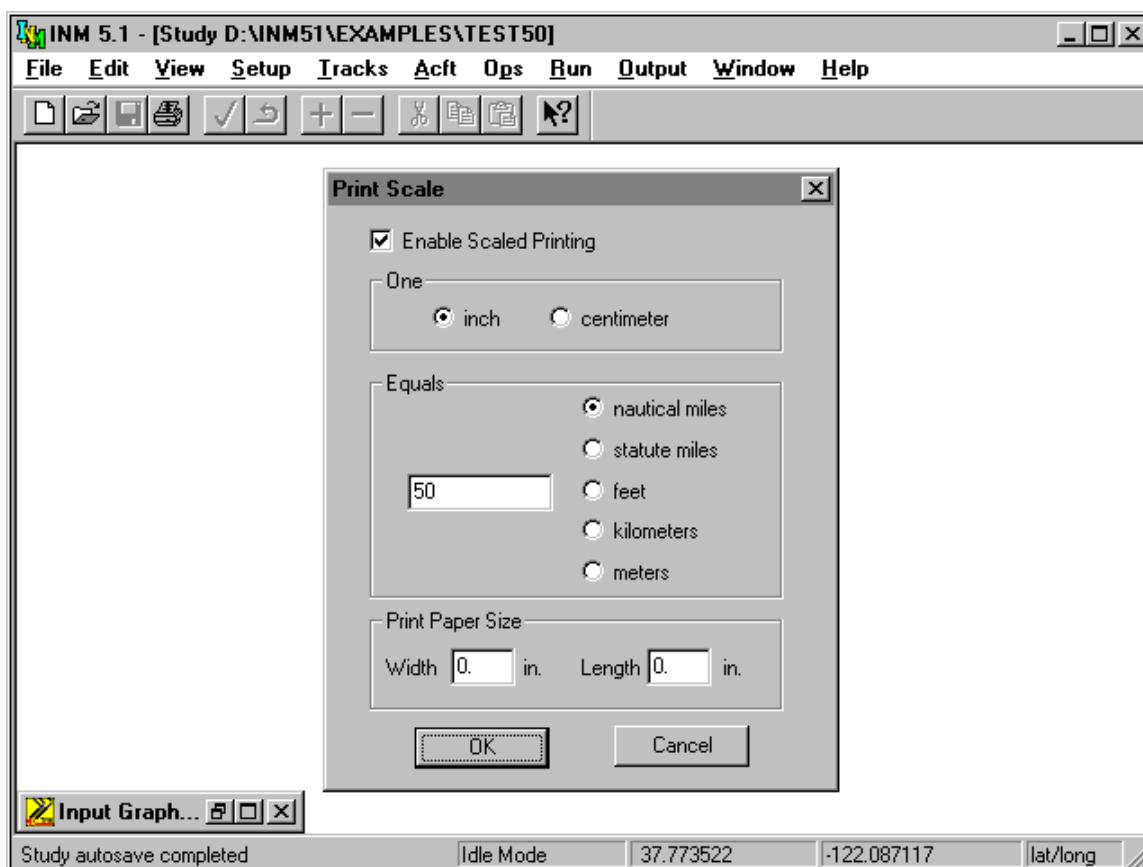 INM 5.1 - [Study D:\INM51\EXAMPLES\TEST50]
File Edit View Setup Tracks Acft Ops Run Output Window Help
Print Scale
Enable Scaled Printing
One
inch centimeter
Equals
nautical miles
statute miles
50
feet
kilometers
meters
Print Paper Size
Width 0. in. Length 0. in.
OK Cancel
Input Graph...
Study autosave completed Idle Mode 37.773522 -122.087117 lat/long